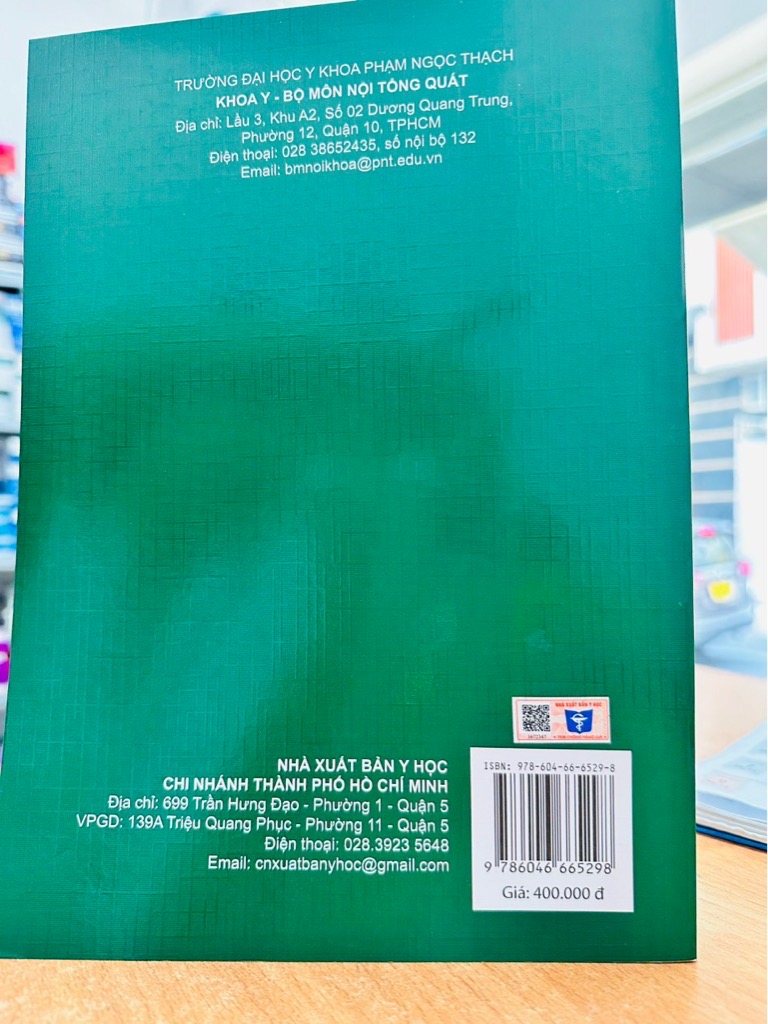 TRƯỜNG ĐẠI HỌC Y KHOA PHẠM NGỌC THẠCH
KHOA Y - BỘ MÔN NỘI TỔNG QUÁT
Địa chỉ: Lầu 3, Khu A2, Số 02 Dương Quang Trung,
Phường 12, Quận 10, TPHCM
Điện thoại: 028 38652435, số nội bộ 132
Email: bmnoikhoa@pnt.edu.vn
NHÀ XUẤT BẢN Y HỌC
NHÀ XUẤT BẢN Y HỌC
CHI NHÁNH THÀNH PHỐ HỒ CHÍ MINH
Địa chỉ: 699 Trần Hưng Đạo - Phường 1 - Quận 5
VPGD: 139A Triệu Quang Phục - Phường 11 - Quận 5
Điện thoại: 028.3923 5648
Email: cnxuatbanyhoc@gmail.com
ISBN: 978-604-66-6529-8
9 786046 665298
Giá: 400.000 đ